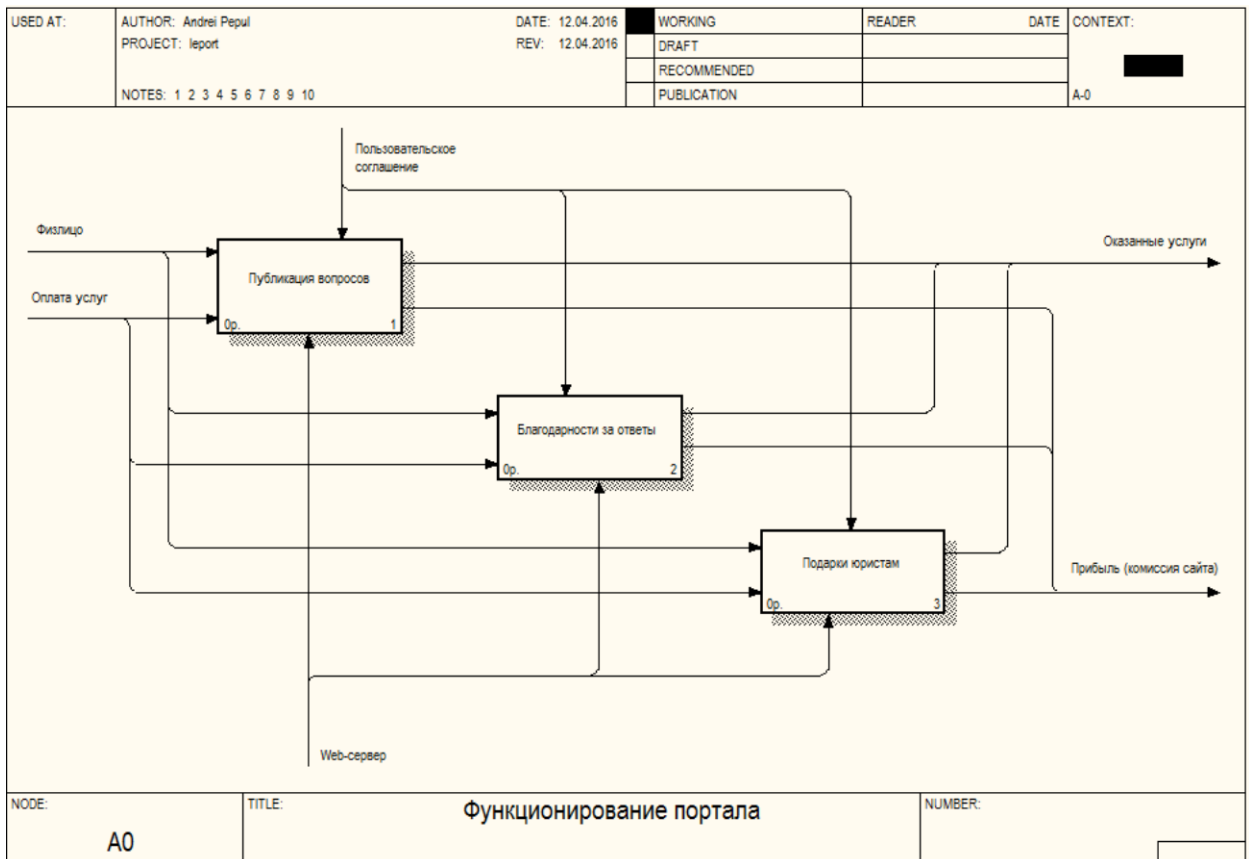 USED AT:
AUTHOR: Andrei Pepul
DATE: 12.04.2016
WORKING
READER
DATE
CONTEXT:
PROJECT: leport
REV: 12.04.2016
DRAFT
RECOMMENDED
NOTES: 1 2 3 4 5 6 7 8 9 10
PUBLICATION
A-0
Пользовательское
соглашение
Физлицо
Оказанные услуги
Публикация вопросов
Оплата услуг
0р.
1
Благодарности за ответы
0р.
2
Подарки юристам
Прибыль (комиссия сайта)
0р.
3
Web-сервер
NODE:
TITLE:
Функционирование портала
NUMBER:
A0